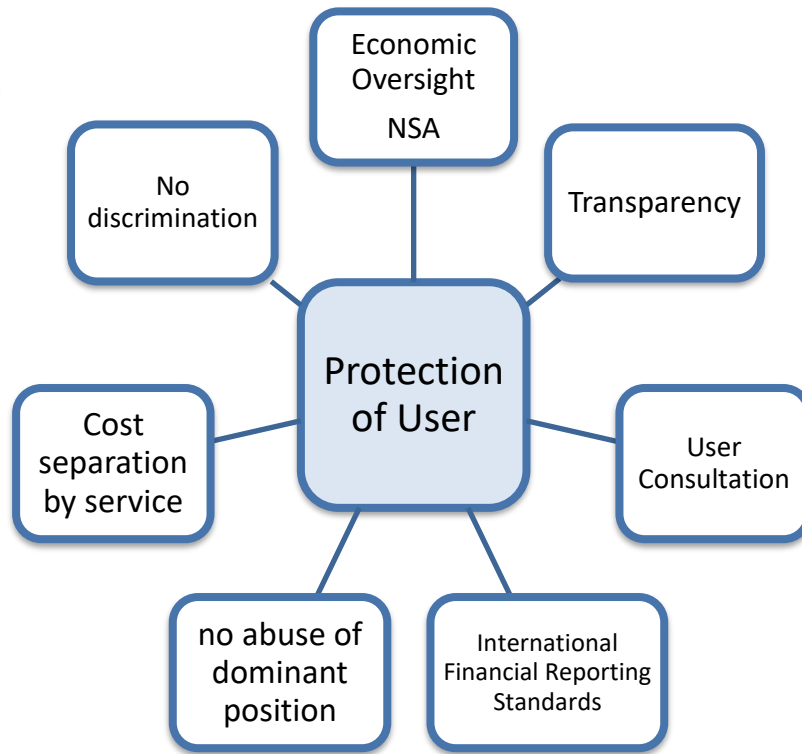 Economic
Oversight
NSA
No
discrimination
Transparency
Protection
of User
Cost
separation
by service
User
Consultation
no abuse of
dominant
position
International
Financial Reporting
Standards